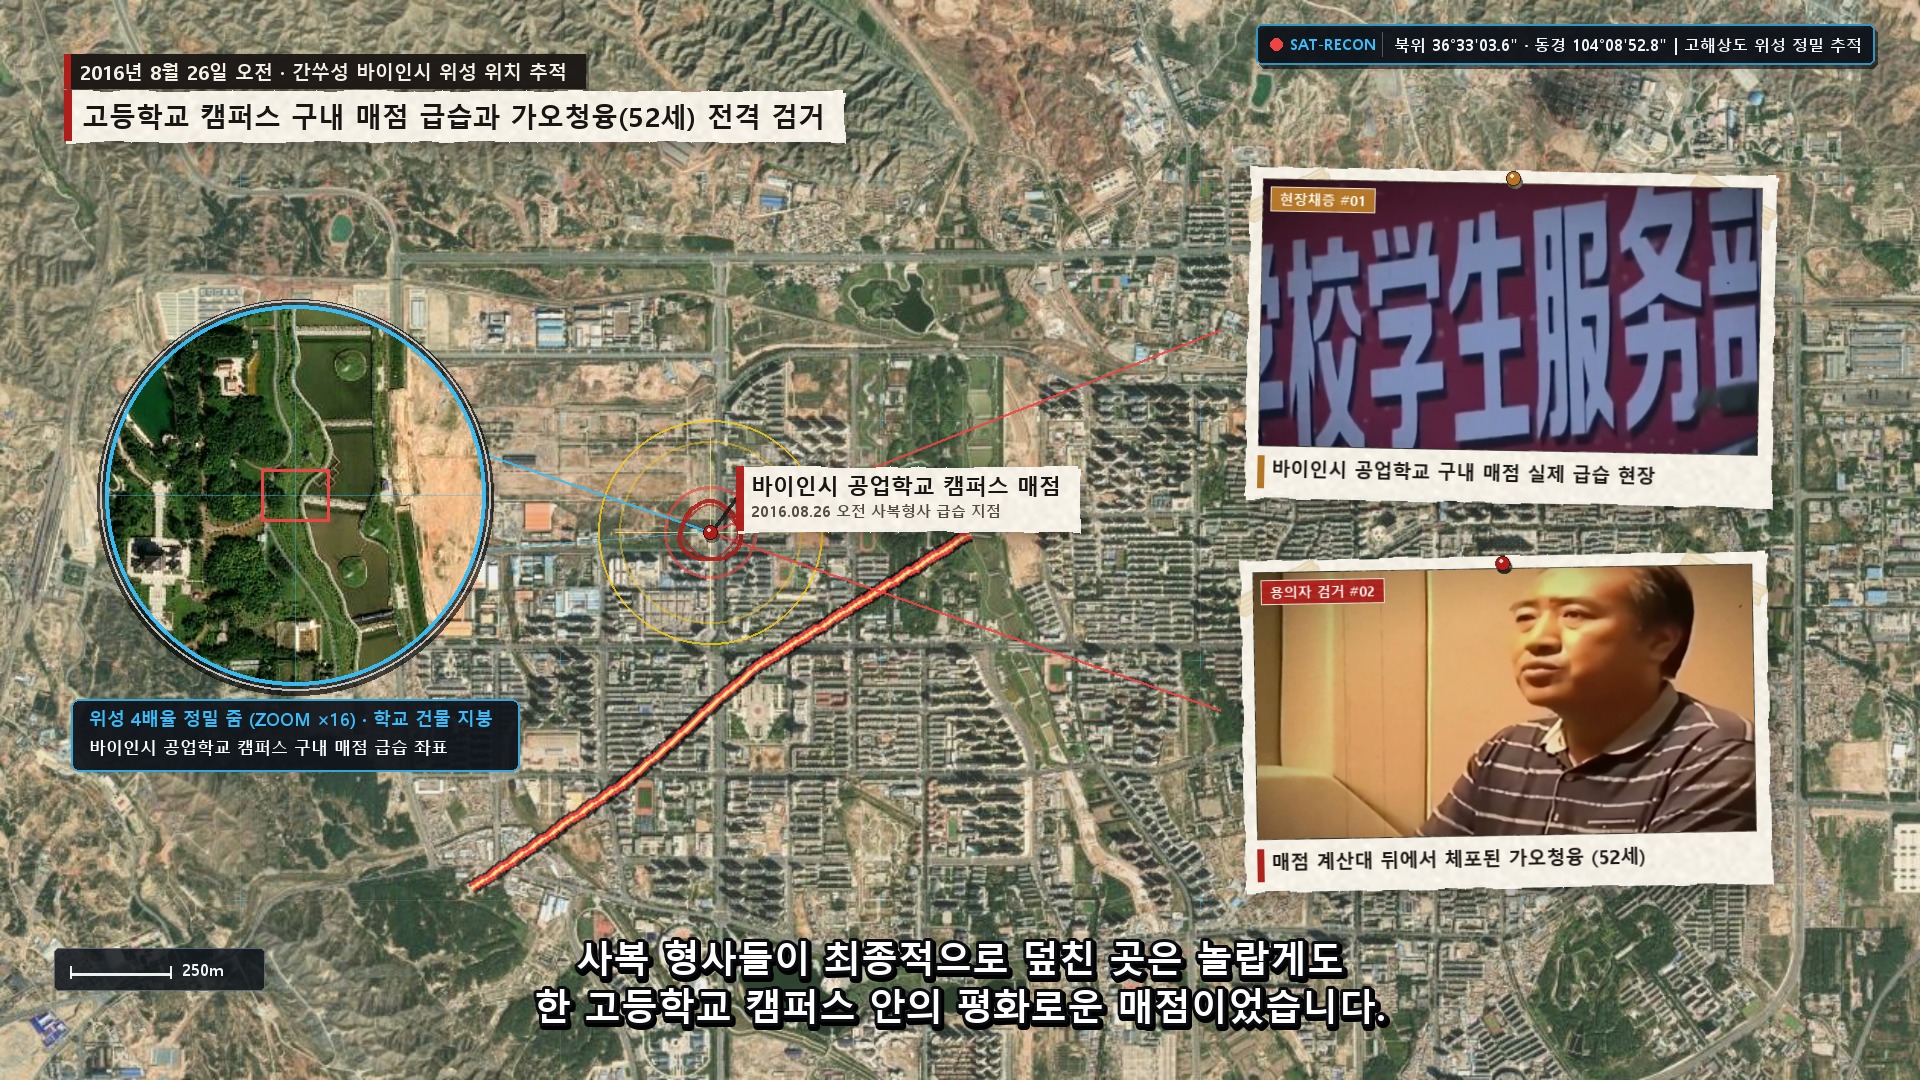 2016년 8월 26일 오전 · 간쑤성 바이인시 위성 위치 추적
고등학교 캠퍼스 구내 매점 급습과 가오청융(52세) 전격 검거
SAT-RECON 북위 36°33'03.6" · 동경 104°08'52.8" | 고해상도 위성 정밀 추적
현장채증 #01
学校学生服务部
바이인시 공업학교 구내 매점 실제 급습 현장
바이인시 공업학교 캠퍼스 매점
2016.08.26 오전 사복형사 급습 지점
용의자 검거 #02
매점 계산대 뒤에서 체포된 가오청융 (52세)
위성 4배율 정밀 줌 (ZOOM ×16) · 학교 건물 지붕
바이인시 공업학교 캠퍼스 구내 매점 급습 좌표
250m
사복 형사들이 최종적으로 덮친 곳은 놀랍게도
한 고등학교 캠퍼스 안의 평화로운 매점이었습니다.